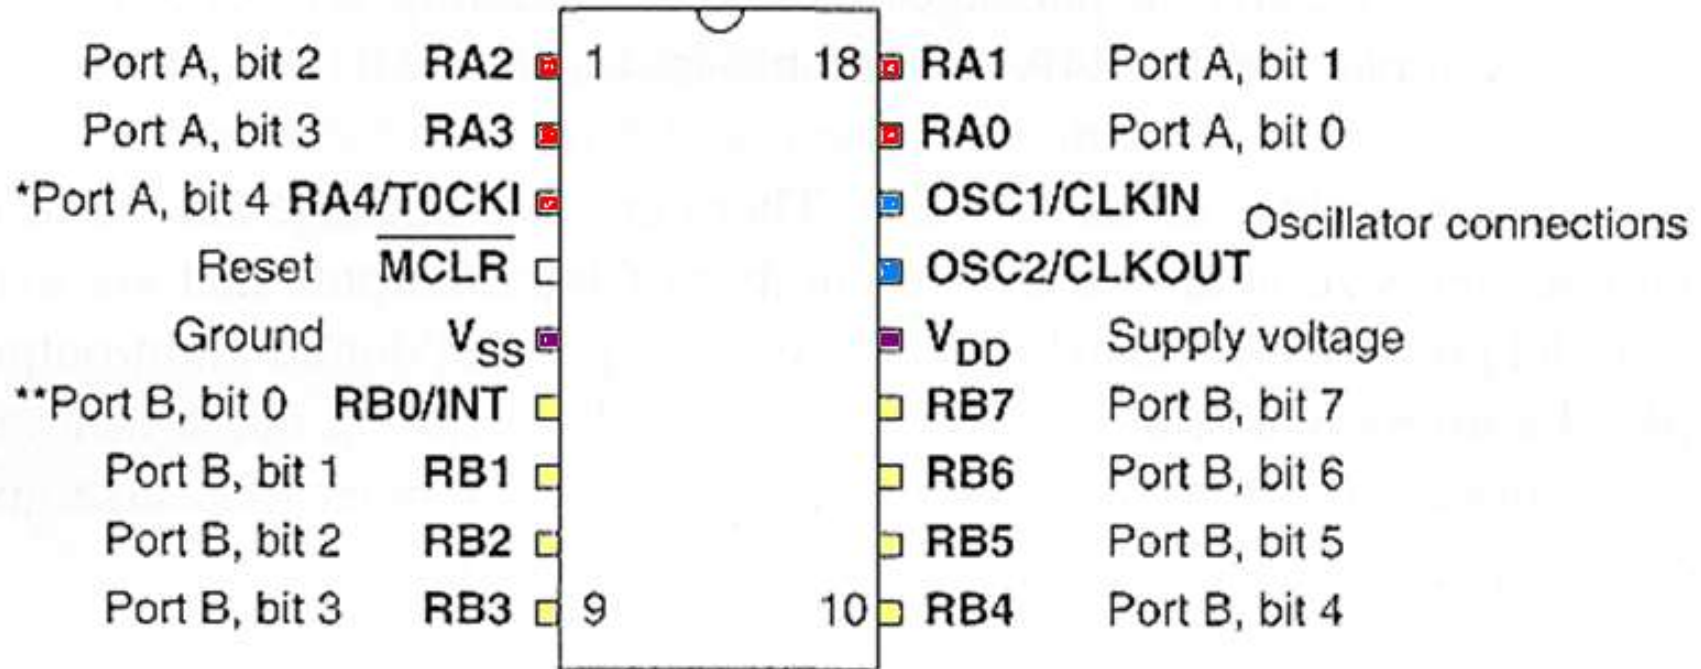 Port A, bit 2 RA2 1 18 RA1 Port A, bit 1
Port A, bit 3 RA3 RA0 Port A, bit 0
*Port A, bit 4 RA4/T0CKI OSC1/CLKIN Oscillator connections
Reset MCLR OSC2/CLKOUT
Ground VSS VDD Supply voltage
**Port B, bit 0 RB0/INT RB7 Port B, bit 7
Port B, bit 1 RB1 RB6 Port B, bit 6
Port B, bit 2 RB2 RB5 Port B, bit 5
Port B, bit 3 RB3 9 10 RB4 Port B, bit 4